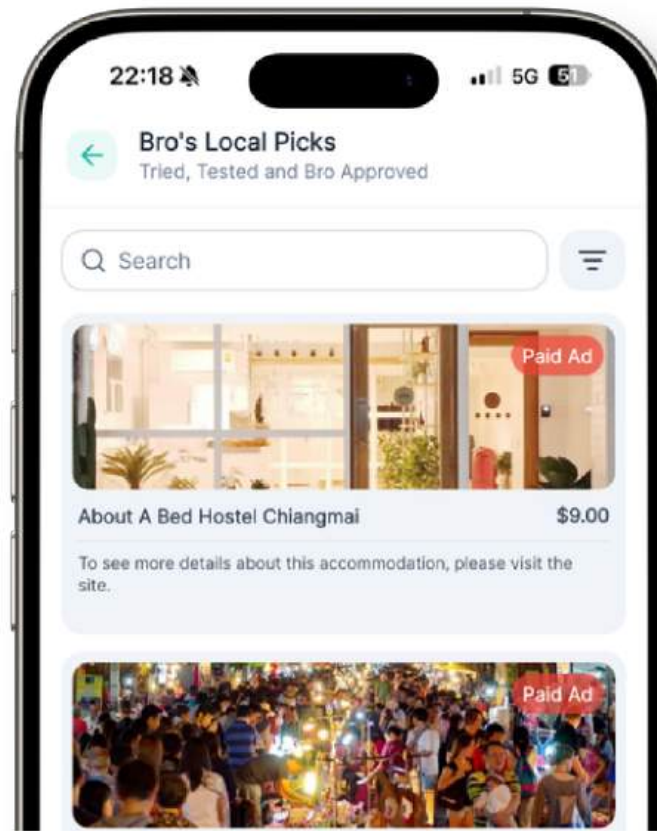 22:18
5G 51
Bro's Local Picks
Tried, Tested and Bro Approved
Search
Paid Ad
About A Bed Hostel Chiangmai $9.00
To see more details about this accommodation, please visit the
site.
Paid Ad